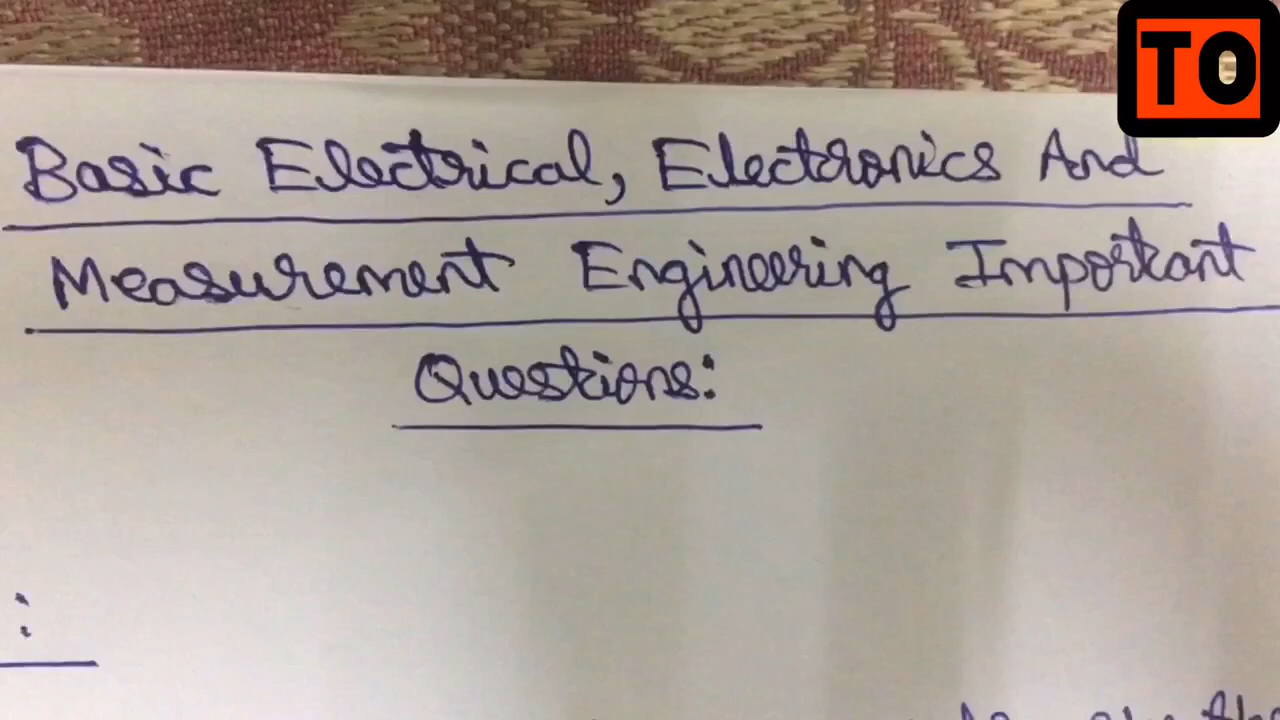 TO
Basic Electrical, Electronics And
Measurement Engineering Important
Questions:
: